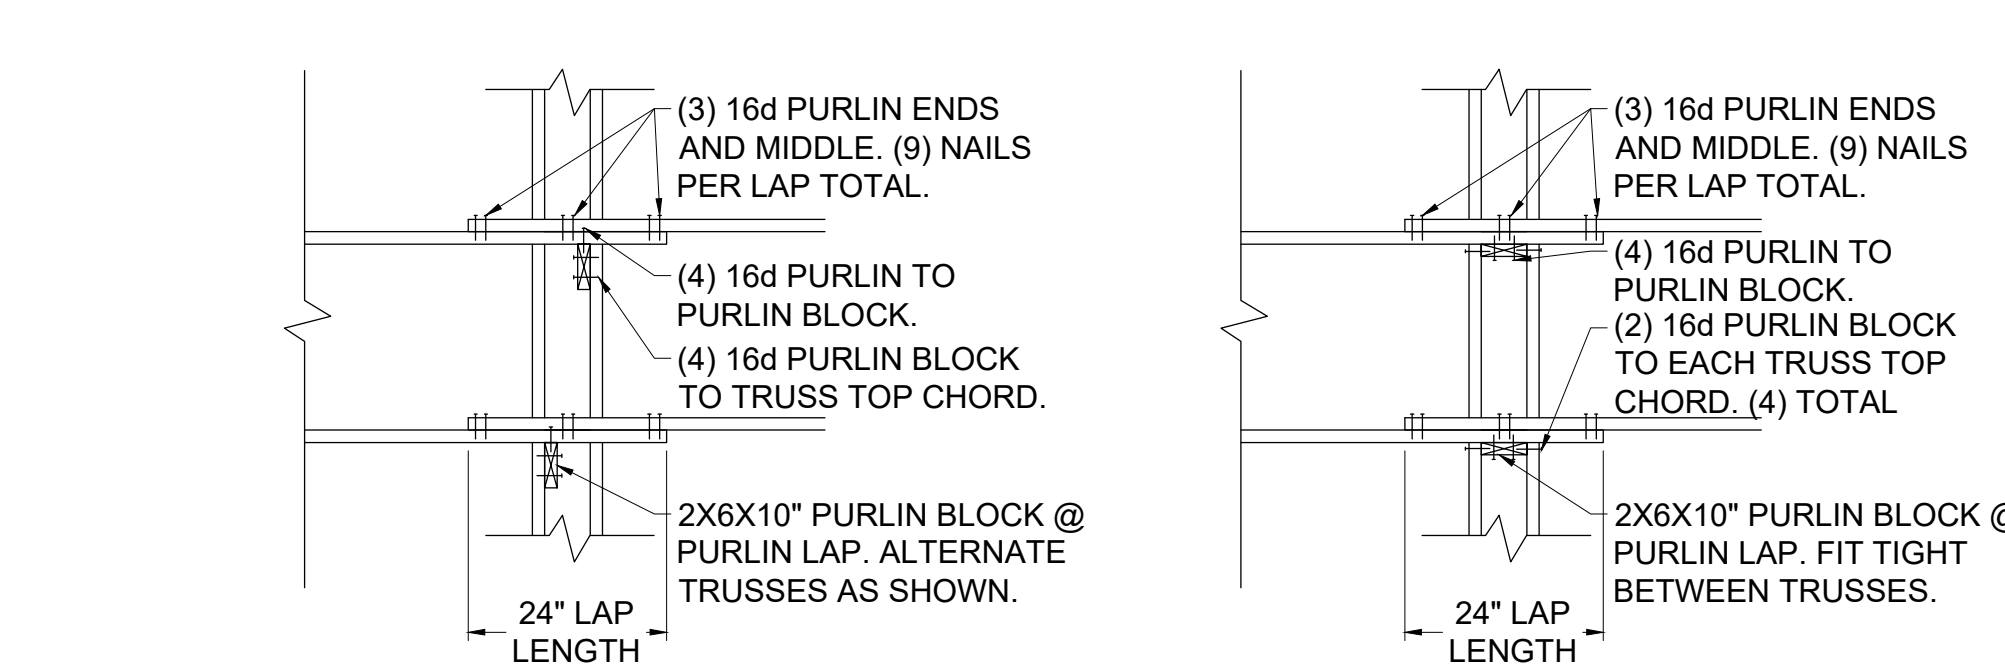 (3) 16d PURLIN ENDS
AND MIDDLE. (9) NAILS
PER LAP TOTAL.
(4) 16d PURLIN TO
PURLIN BLOCK.
(4) 16d PURLIN BLOCK
TO TRUSS TOP CHORD.
2X6X10" PURLIN BLOCK @
PURLIN LAP. ALTERNATE
TRUSSES AS SHOWN.
24" LAP
LENGTH
(3) 16d PURLIN ENDS
AND MIDDLE. (9) NAILS
PER LAP TOTAL.
(4) 16d PURLIN TO
PURLIN BLOCK.
(2) 16d PURLIN BLOCK
TO EACH TRUSS TOP
CHORD. (4) TOTAL
2X6X10" PURLIN BLOCK @
PURLIN LAP. FIT TIGHT
BETWEEN TRUSSES.
24" LAP
LENGTH